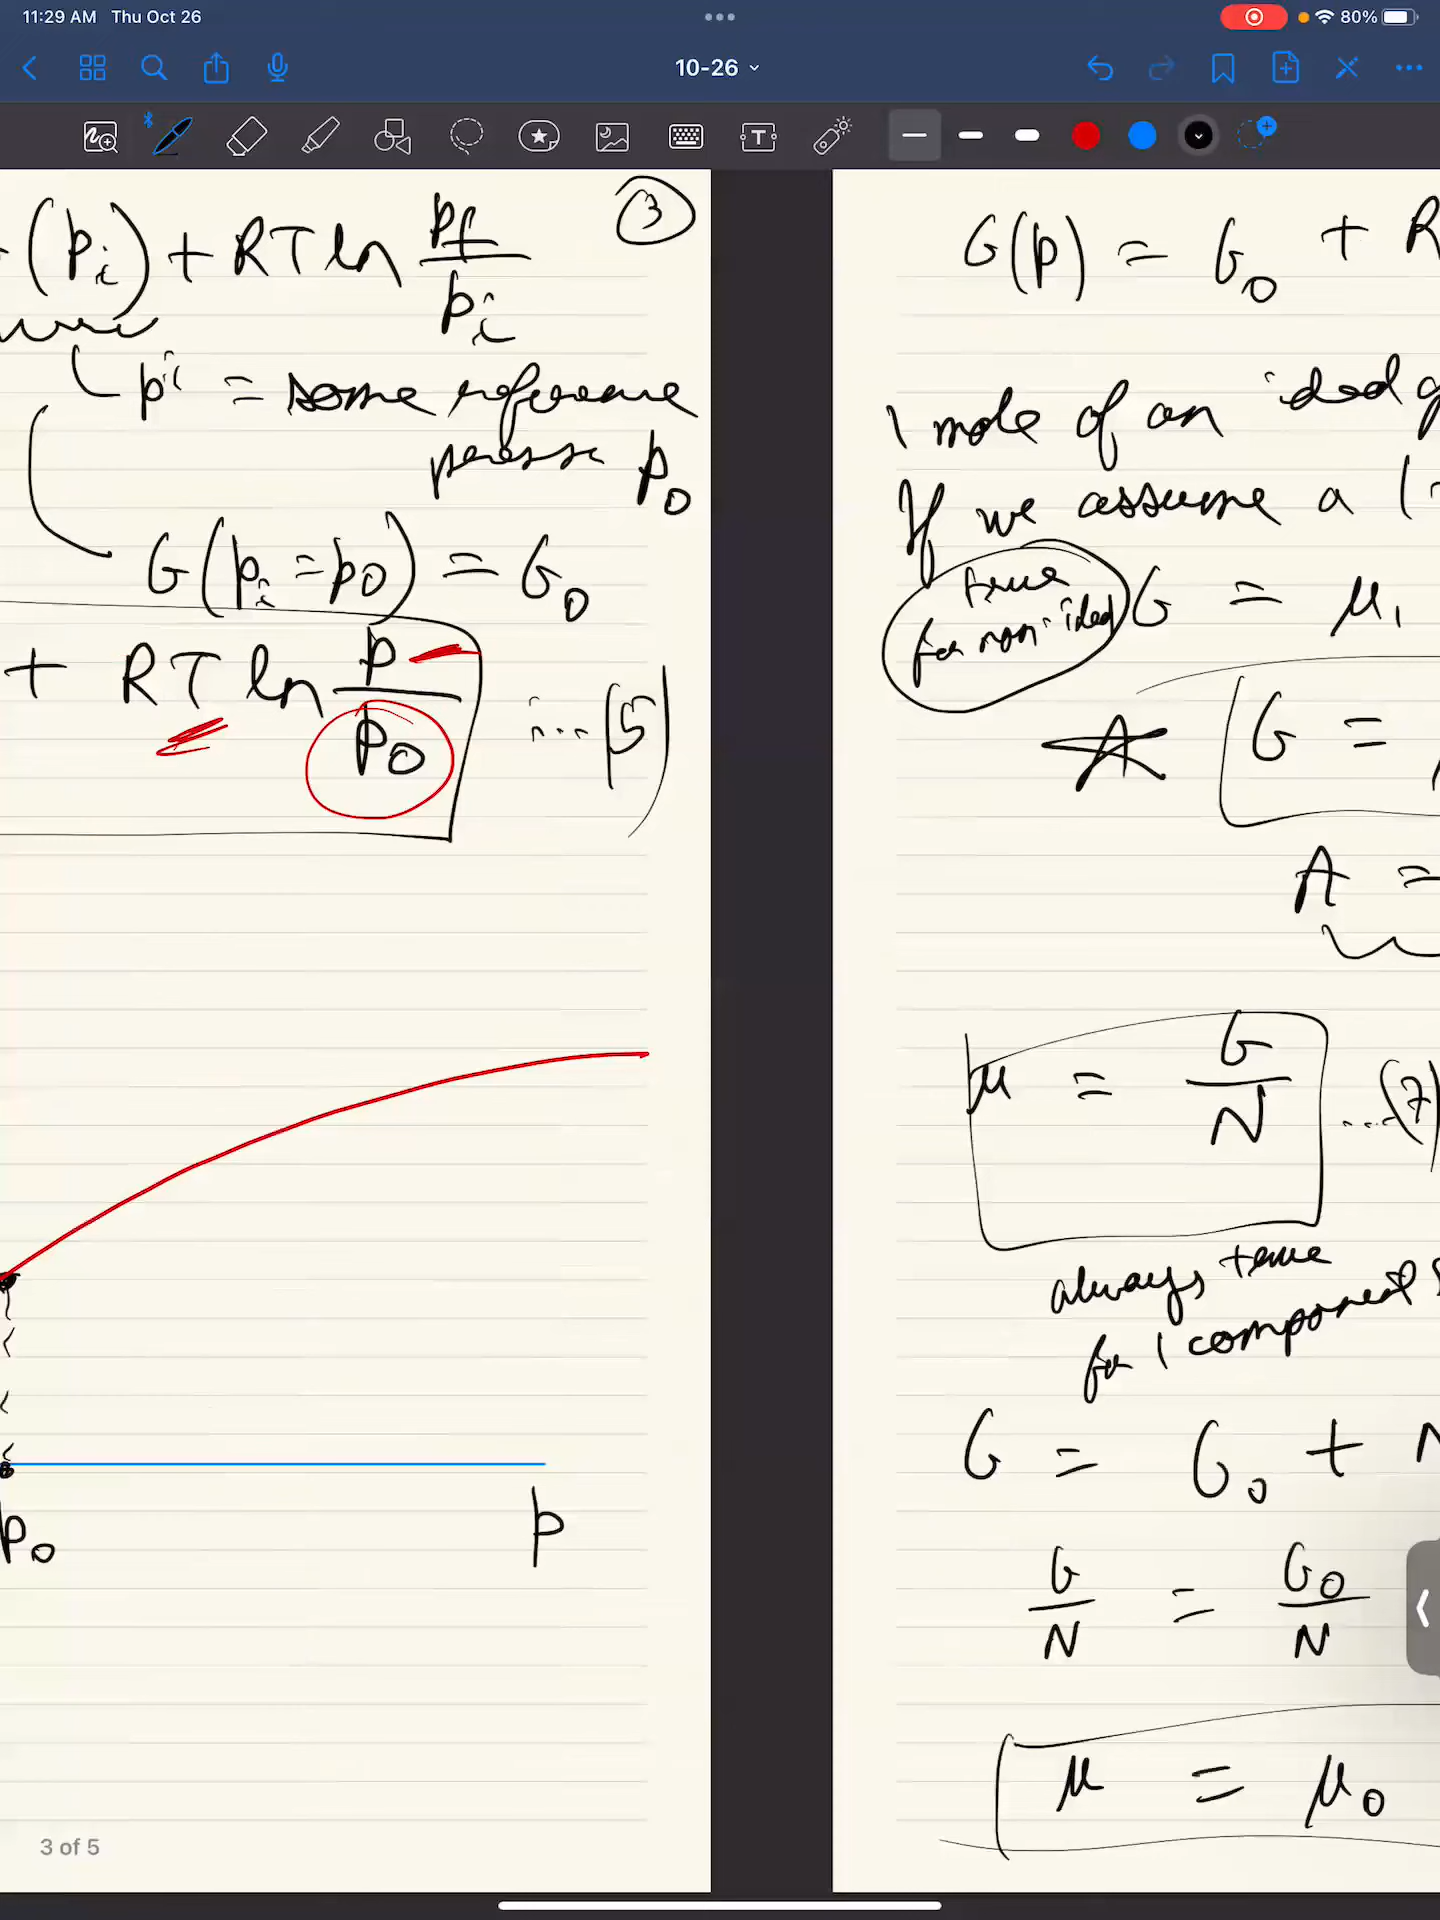 11:29 AM Thu Oct 26
80%
10-26
(pᵢ) + RT ln pf/pᵢ
③
pⁱ = some reference
p₀
G(pᵢ = p₀) = G₀
+ RT ln p/p₀ ...(5)
p₀
p
3 of 5
G(p) = G₀ + R
1 mole of an ideal g
If we assume a 1
true
for non-ideal
G = μ₁
G =
A =
μ = G/N ...(7)
always true
for 1 component s
G = G₀ + N
G/N = G₀/N
μ = μ₀